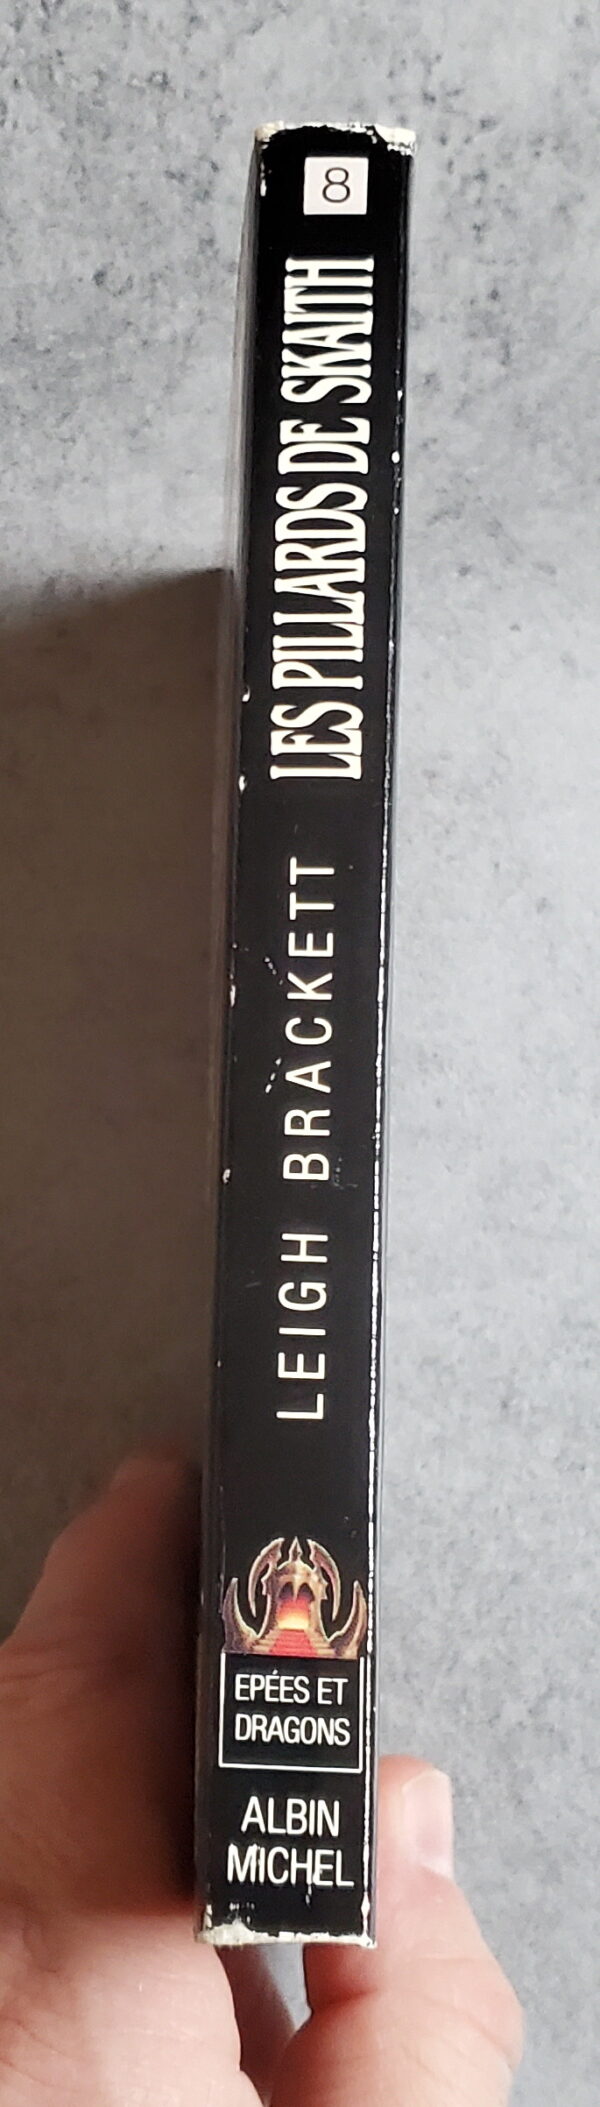 8
LES PILLARDS DE SKAITH
LEIGH BRACKETT
EPÉES ET
DRAGONS
ALBIN
MICHEL